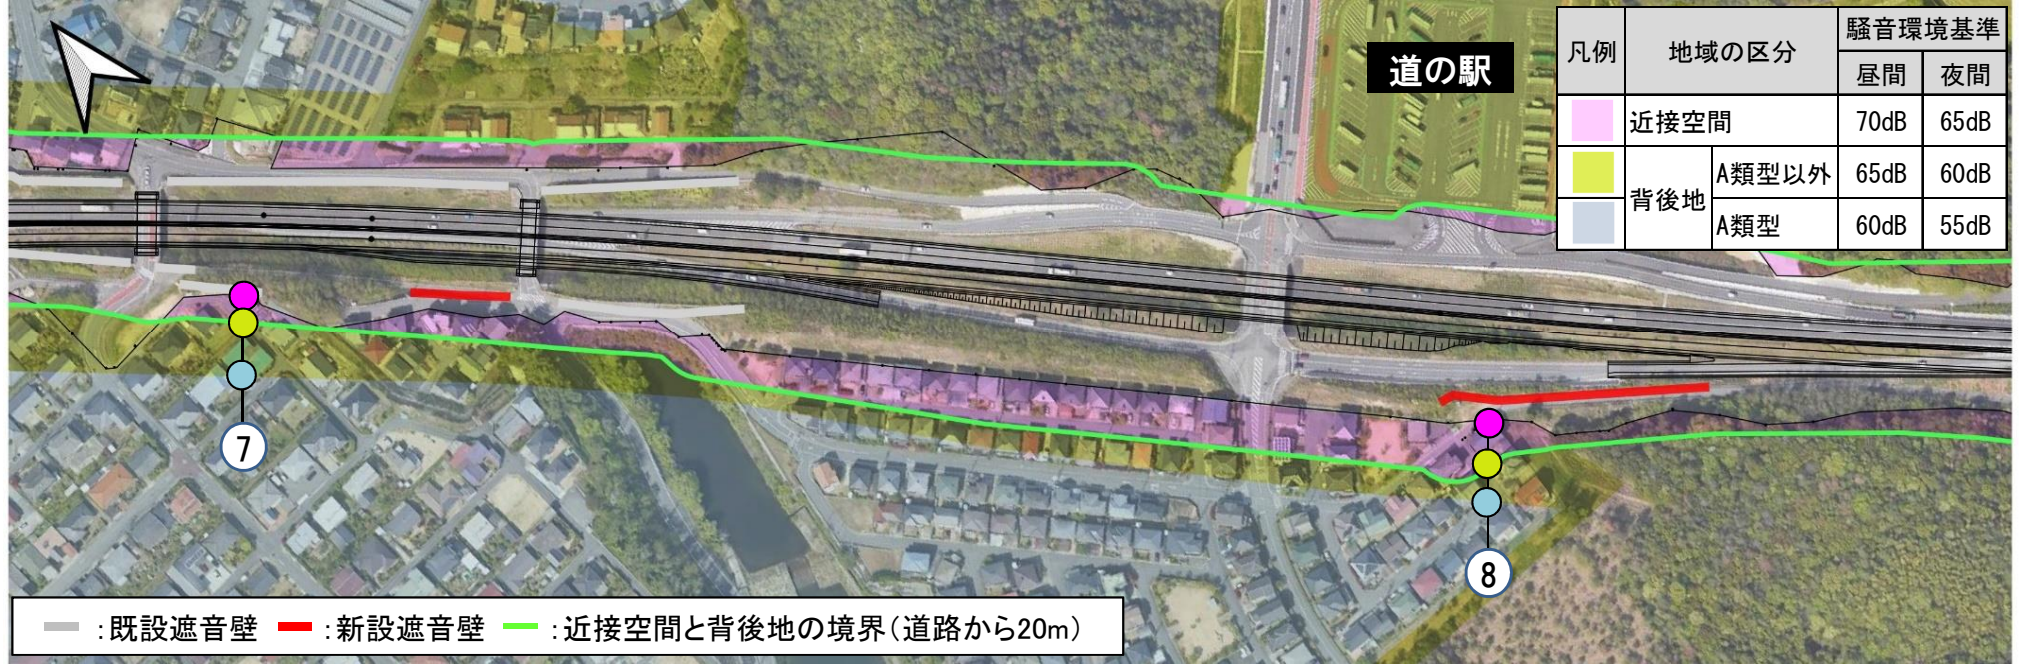 道の駅
凡例 地域の区分 騒音環境基準
昼間 夜間
近接空間 70dB 65dB
背後地 A類型以外 65dB 60dB
A類型 60dB 55dB
7
8
:既設遮音壁 :新設遮音壁 :近接空間と背後地の境界(道路から20m)